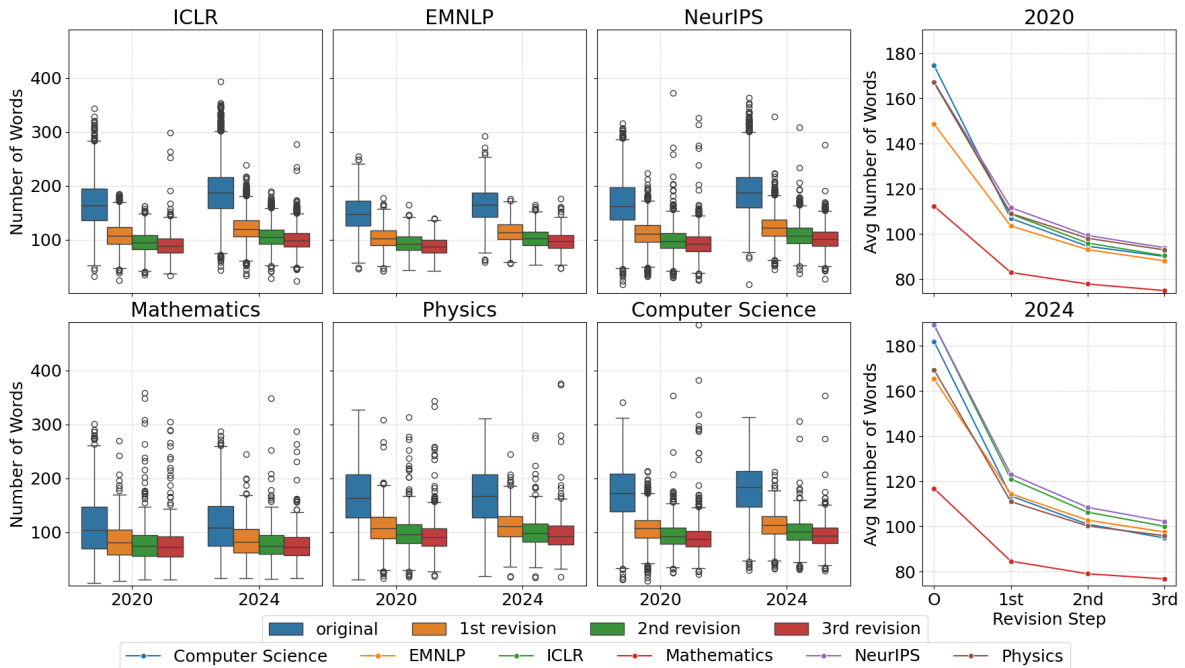 ICLR EMNLP NeurIPS 2020
Number of Words
400
300
200
100
Avg Number of Words
180
160
140
120
100
80
Mathematics Physics Computer Science 2024
Number of Words
400
300
200
100
2020 2024 2020 2024 2020 2024
Avg Number of Words
180
160
140
120
100
80
O 1st 2nd 3rd
Revision Step
original 1st revision 2nd revision 3rd revision
Computer Science EMNLP ICLR Mathematics NeurIPS Physics